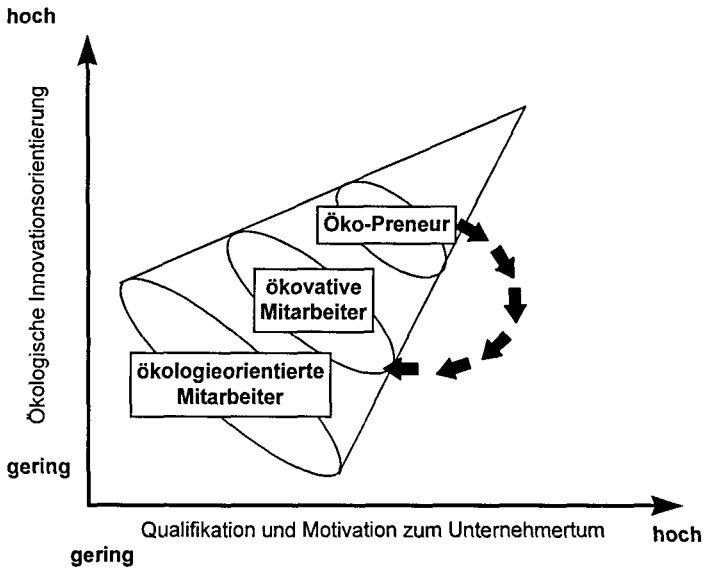 hoch
Ökologische Innovationsorientierung
Öko-Preneur
ökovative
Mitarbeiter
ökologieorientierte
Mitarbeiter
gering
Qualifikation und Motivation zum Unternehmertum
hoch
gering